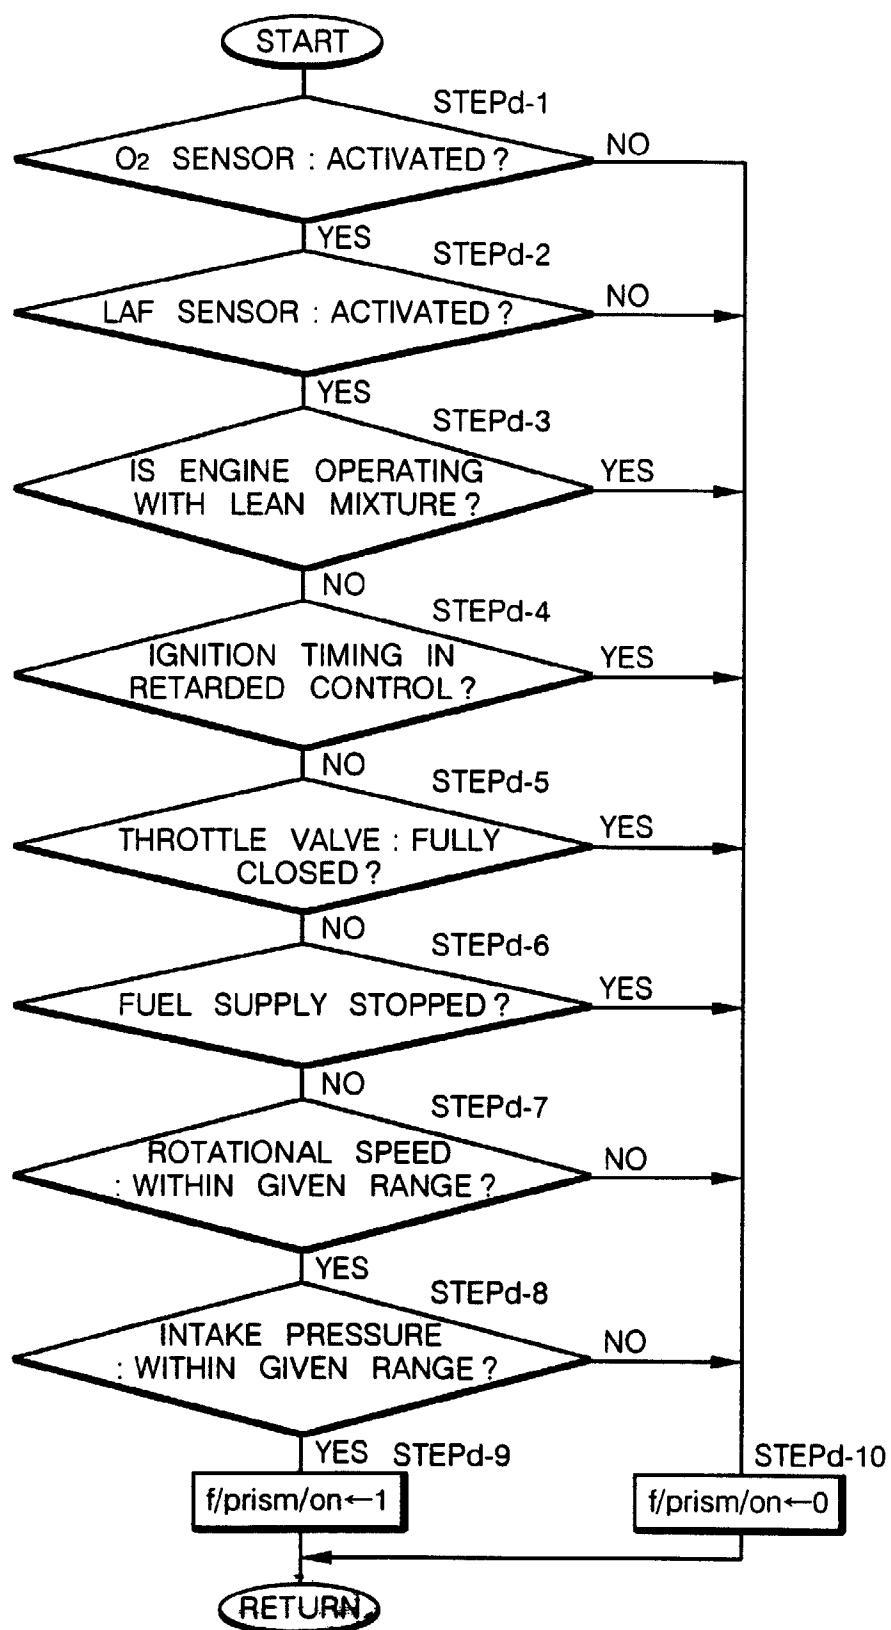 START
STEPd-1
O2 SENSOR : ACTIVATED ?
NO
YES
STEPd-2
LAF SENSOR : ACTIVATED ?
NO
YES
STEPd-3
IS ENGINE OPERATING
WITH LEAN MIXTURE ?
YES
NO
STEPd-4
IGNITION TIMING IN
RETARDED CONTROL ?
YES
NO
STEPd-5
THROTTLE VALVE : FULLY
CLOSED ?
YES
NO
STEPd-6
FUEL SUPPLY STOPPED ?
YES
NO
STEPd-7
ROTATIONAL SPEED
: WITHIN GIVEN RANGE ?
NO
YES
STEPd-8
INTAKE PRESSURE
: WITHIN GIVEN RANGE ?
NO
YES
STEPd-9
f/prism/on←1
STEPd-10
f/prism/on←0
RETURN